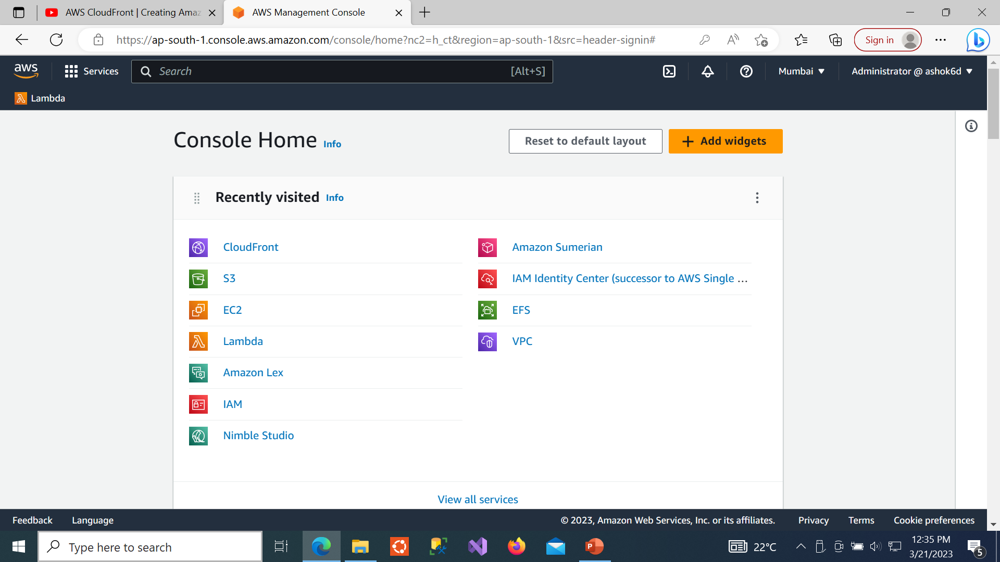 AWS CloudFront | Creating Amaz
AWS Management Console
https://ap-south-1.console.aws.amazon.com/console/home?nc2=h_ct&region=ap-south-1&src=header-signin#
Sign in
aws
Services
Search
[Alt+S]
Mumbai
Administrator @ ashok6d
Lambda
Console Home Info
Reset to default layout
Add widgets
Recently visited Info
CloudFront
S3
EC2
Lambda
Amazon Lex
IAM
Nimble Studio
Amazon Sumerian
IAM Identity Center (successor to AWS Single ...
EFS
VPC
View all services
Feedback
Language
© 2023, Amazon Web Services, Inc. or its affiliates.
Privacy
Terms
Cookie preferences
Type here to search
22°C
12:35 PM
3/21/2023
5